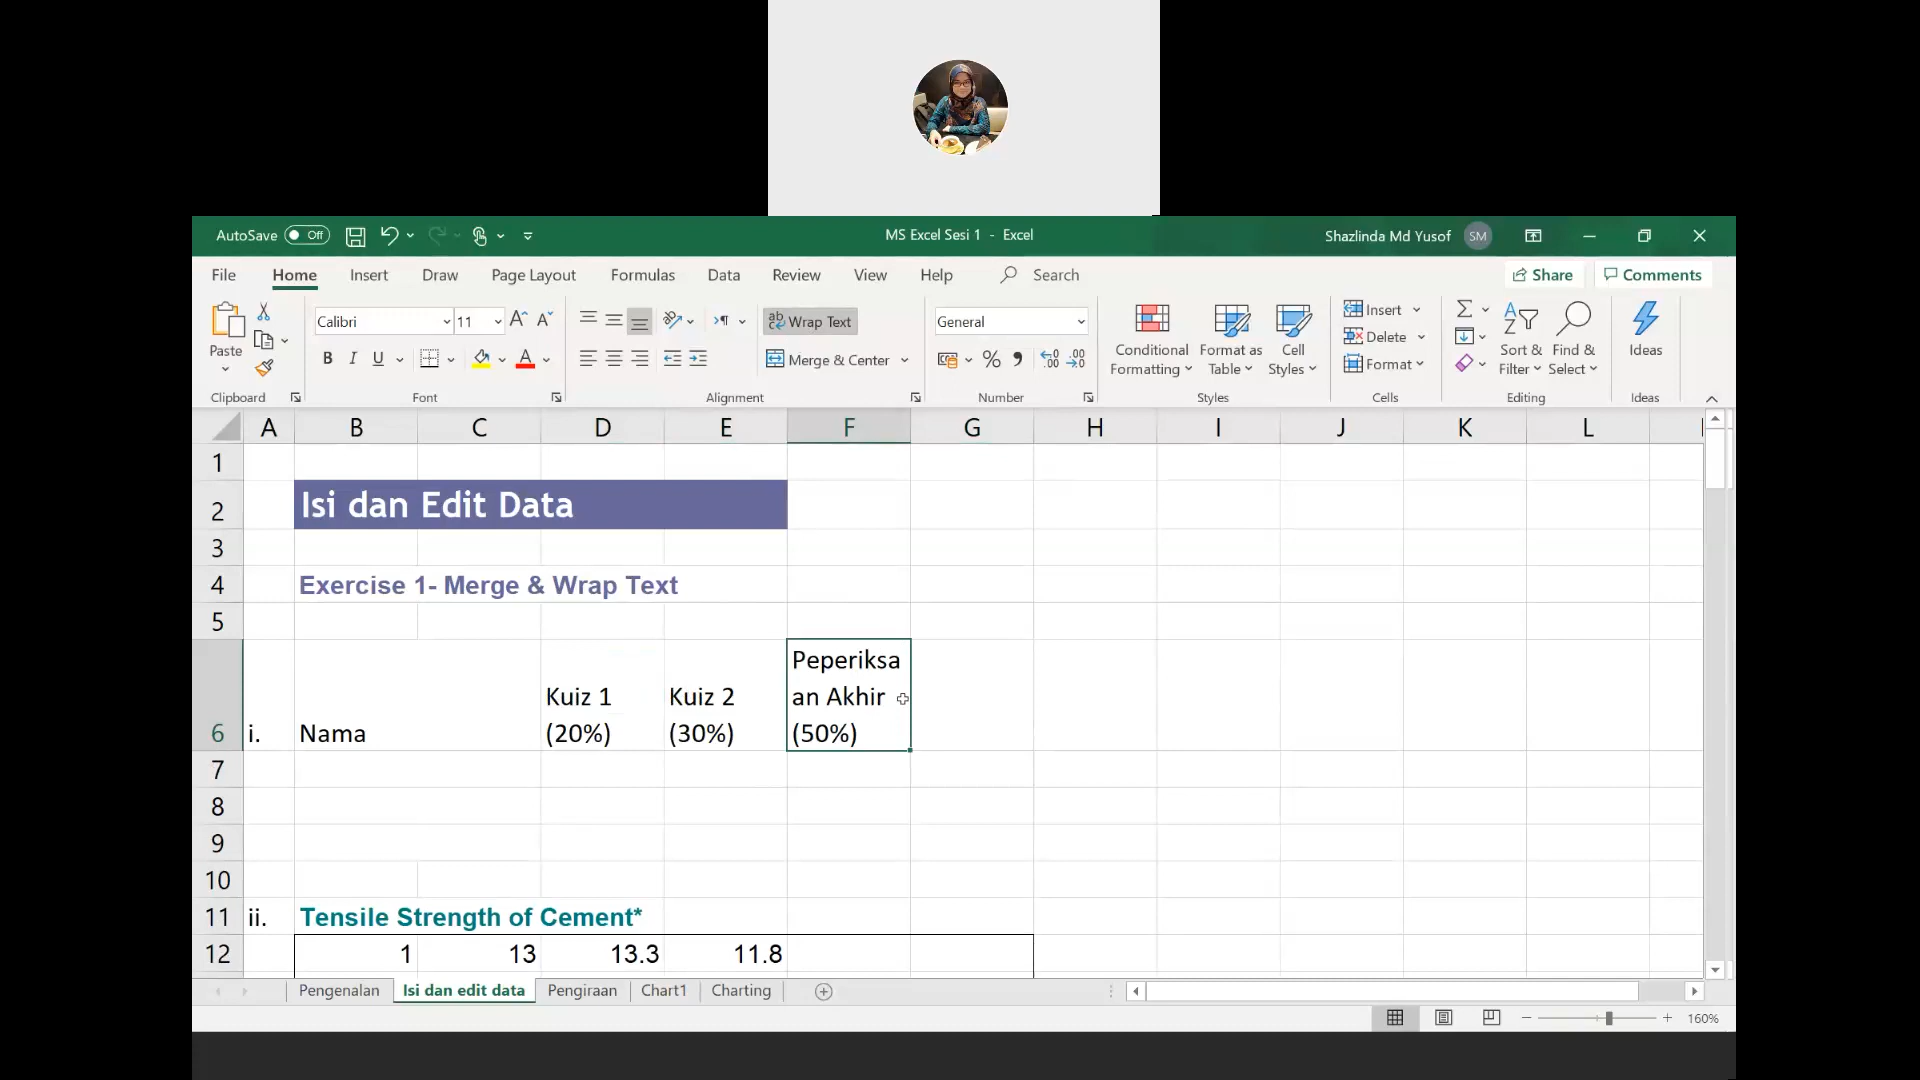 AutoSave Off MS Excel Sesi 1 - Excel Shazlinda Md Yusof SM
File Home Insert Draw Page Layout Formulas Data Review View Help Search Share Comments
Paste
Clipboard
Calibri 11
B I U A
Font
Wrap Text
Merge & Center
Alignment
General
% , .00
Number
Conditional Formatting
Format as Table
Cell Styles
Styles
Insert
Delete
Format
Cells
Sort & Filter
Find & Select
Editing
Ideas
Ideas
A B C D E F G H I J K L
1
2 Isi dan Edit Data
3
4 Exercise 1- Merge & Wrap Text
5
6 i. Nama
Kuiz 1
(20%)
Kuiz 2
(30%)
Peperiksa
an Akhir
(50%)
7
8
9
10
11 ii. Tensile Strength of Cement*
12 1 13 13.3 11.8
Pengenalan Isi dan edit data Pengiraan Chart1 Charting
160%